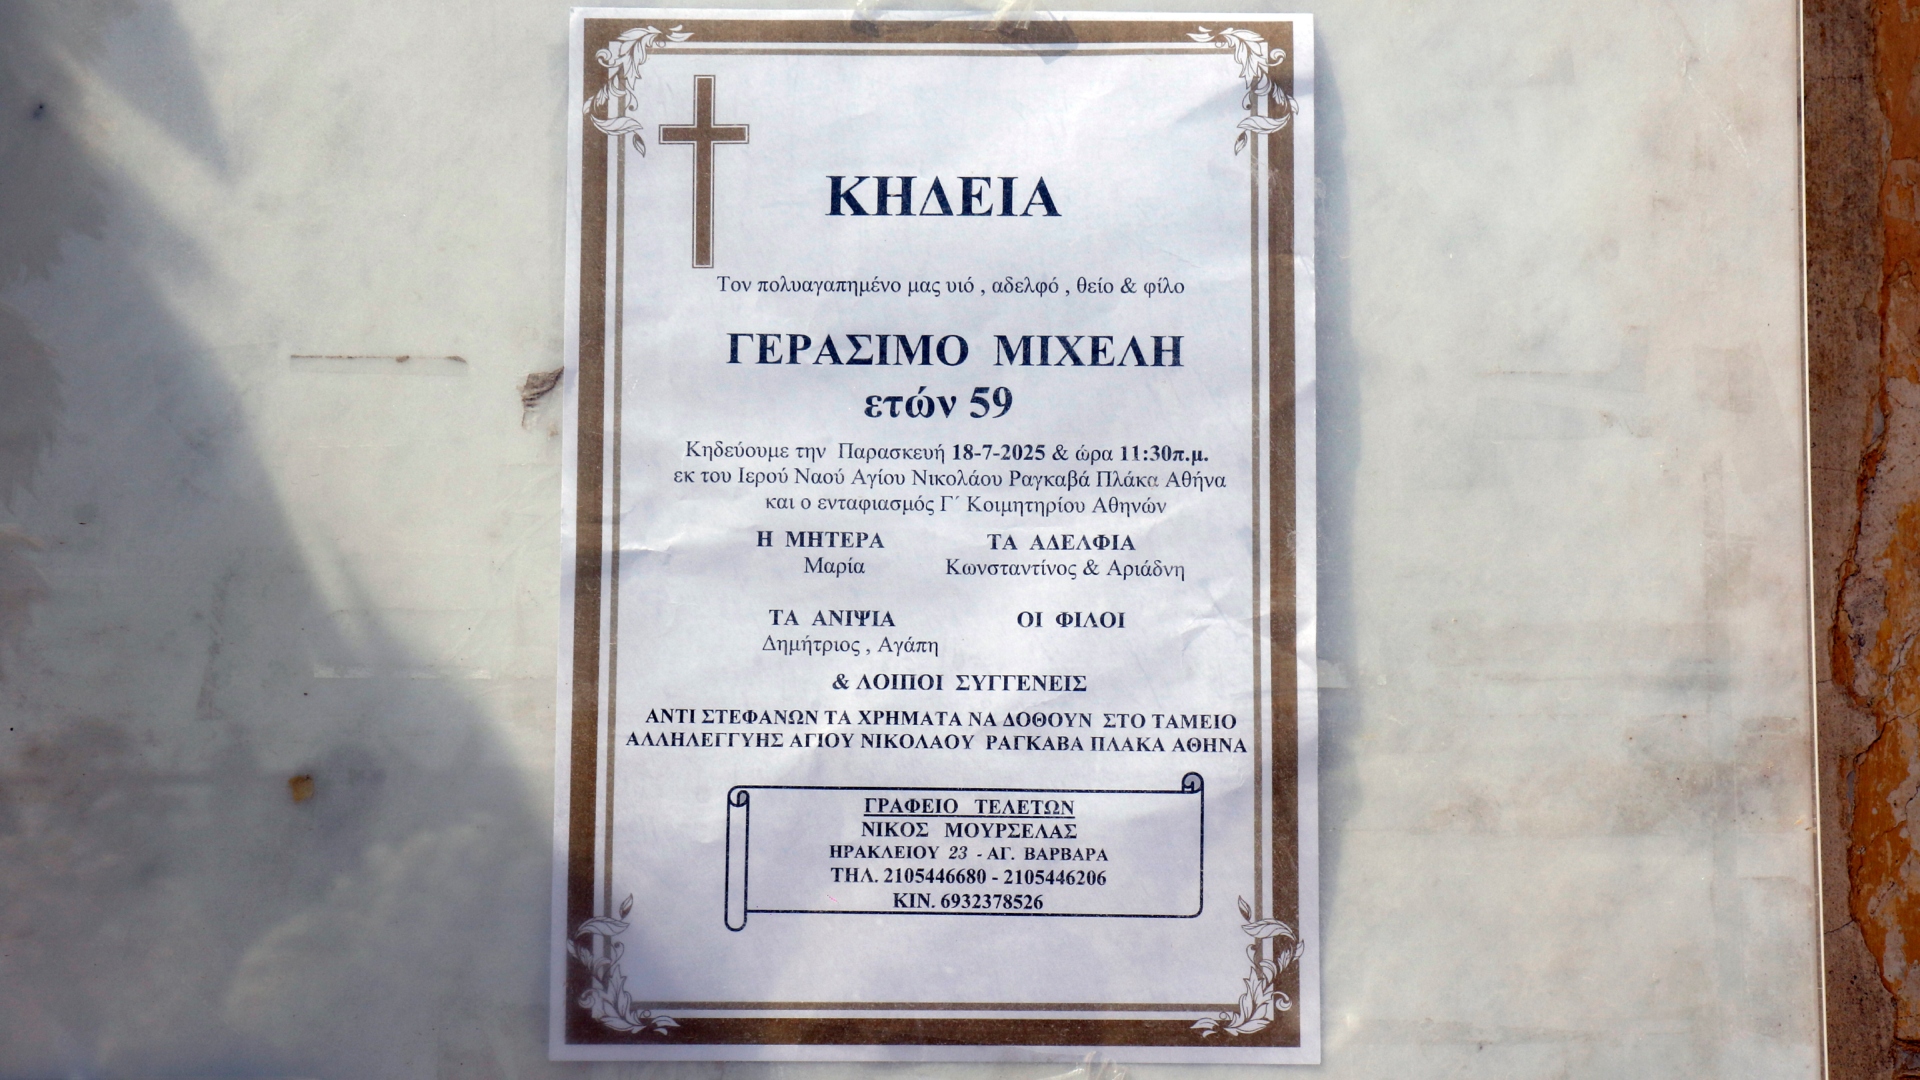 ΚΗΔΕΙΑ
Τον πολυαγαπημένο μας υιό , αδελφό , θείο & φίλο
ΓΕΡΑΣΙΜΟ ΜΙΧΕΛΗ
ετών 59
Κηδεύουμε την Παρασκευή 18-7-2025 & ώρα 11:30π.μ.
εκ του Ιερού Ναού Αγίου Νικολάου Ραγκαβά Πλάκα Αθήνα
και ο ενταφιασμός Γ΄ Κοιμητηρίου Αθηνών
Η ΜΗΤΕΡΑ ΤΑ ΑΔΕΛΦΙΑ
Μαρία Κωνσταντίνος & Αριάδνη
ΤΑ ΑΝΙΨΙΑ ΟΙ ΦΙΛΟΙ
Δημήτριος , Αγάπη
& ΛΟΙΠΟΙ ΣΥΓΓΕΝΕΙΣ
ΑΝΤΙ ΣΤΕΦΑΝΩΝ ΤΑ ΧΡΗΜΑΤΑ ΝΑ ΔΟΘΟΥΝ ΣΤΟ ΤΑΜΕΙΟ
ΑΛΛΗΛΕΓΓΥΗΣ ΑΓΙΟΥ ΝΙΚΟΛΑΟΥ ΡΑΓΚΑΒΑ ΠΛΑΚΑ ΑΘΗΝΑ
ΓΡΑΦΕΙΟ ΤΕΛΕΤΩΝ
ΝΙΚΟΣ ΜΟΥΡΣΕΛΑΣ
ΗΡΑΚΛΕΙΟΥ 23 - ΑΓ. ΒΑΡΒΑΡΑ
ΤΗΛ. 2105446680 - 2105446206
ΚΙΝ. 6932378526